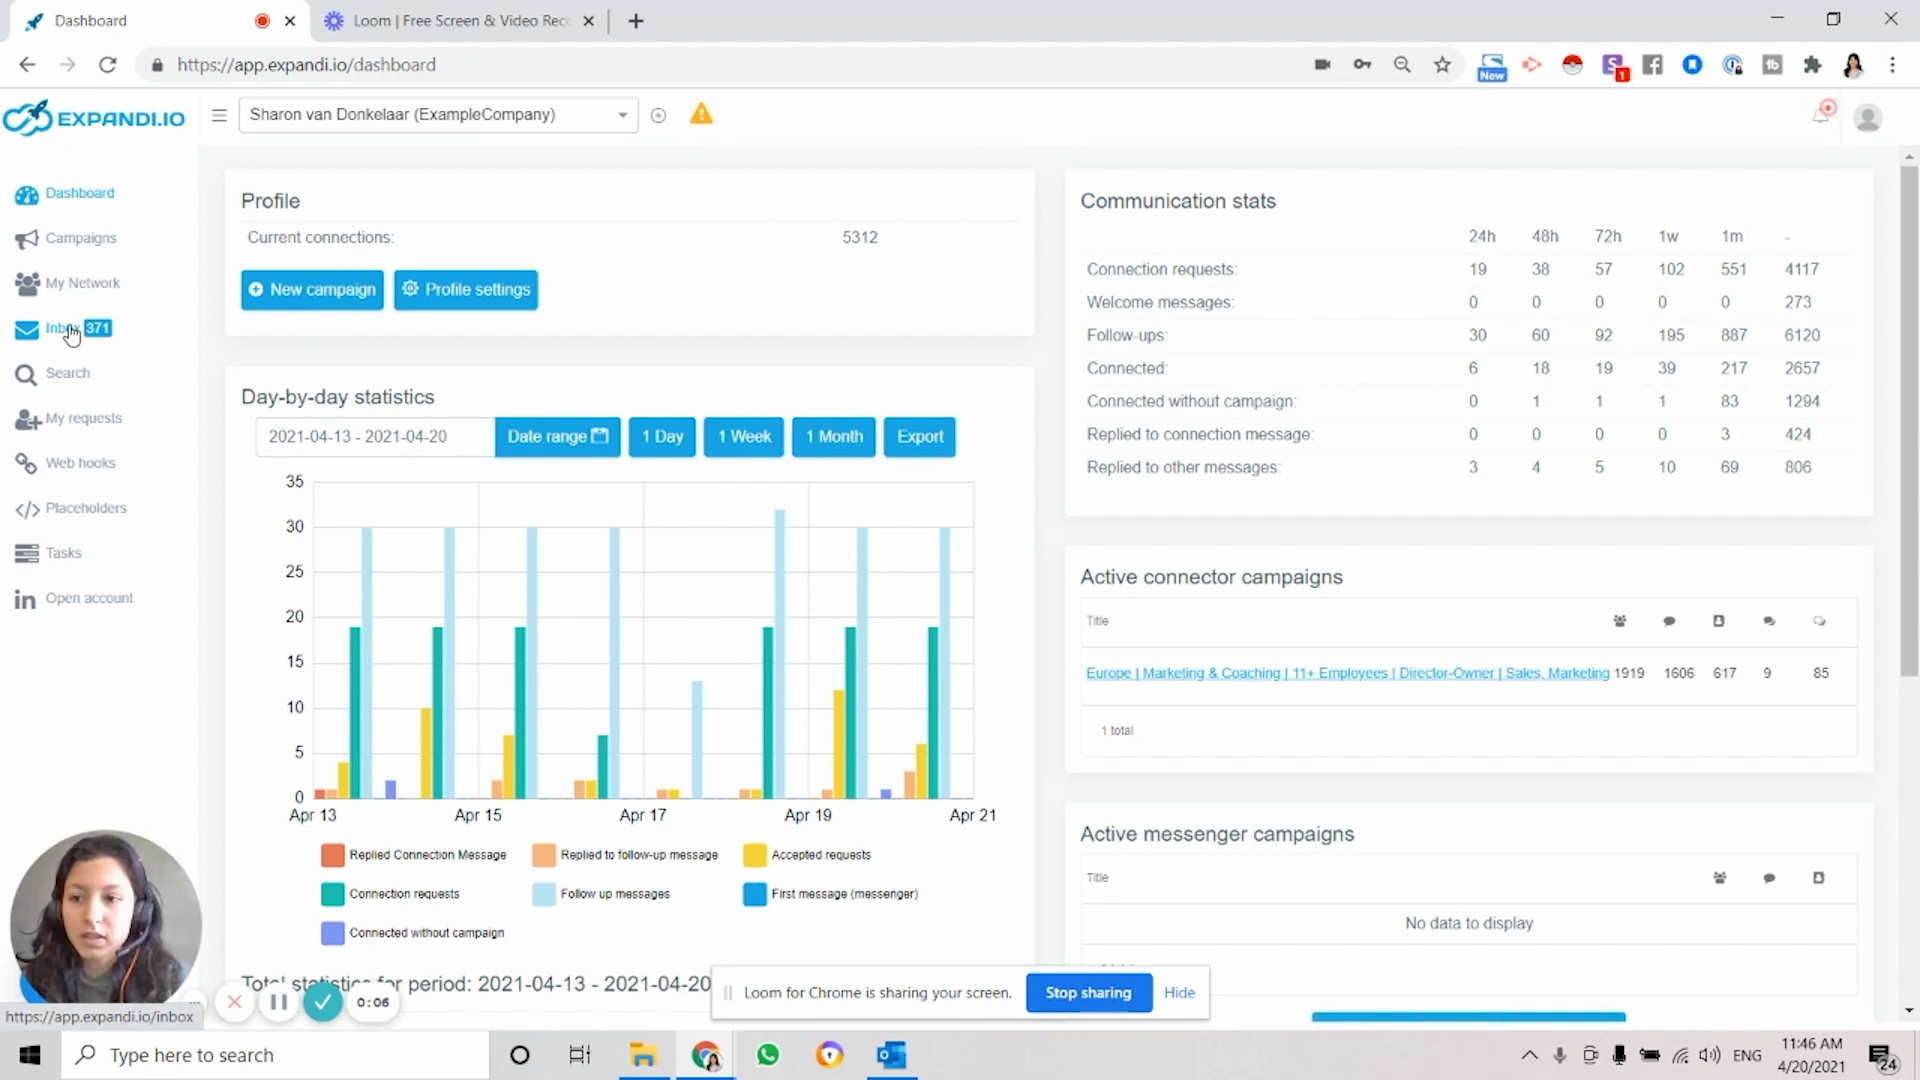 Dashboard
Loom | Free Screen & Video Rec
https://app.expandi.io/dashboard
New
1
EXPANDI.IO
Sharon van Donkelaar (ExampleCompany)
Dashboard
Campaigns
My Network
Inbox 371
Search
My requests
Web hooks
Placeholders
Tasks
Open account
Profile
Current connections: 5312
New campaign
Profile settings
Day-by-day statistics
2021-04-13 - 2021-04-20
Date range
1 Day
1 Week
1 Month
Export
35
30
25
20
15
10
5
0
Apr 13 Apr 15 Apr 17 Apr 19 Apr 21
Replied Connection Message
Replied to follow-up message
Accepted requests
Connection requests
Follow up messages
First message (messenger)
Connected without campaign
Total statistics for period: 2021-04-13 - 2021-04-20
Communication stats
24h 48h 72h 1w 1m -
Connection requests: 19 38 57 102 551 4117
Welcome messages: 0 0 0 0 0 273
Follow-ups: 30 60 92 195 887 6120
Connected: 6 18 19 39 217 2657
Connected without campaign: 0 1 1 1 83 1294
Replied to connection message: 0 0 0 0 3 424
Replied to other messages: 3 4 5 10 69 806
Active connector campaigns
Title
Europe | Marketing & Coaching | 11+ Employees | Director-Owner | Sales, Marketing 1919 1606 617 9 85
1 total
Active messenger campaigns
Title
No data to display
Loom for Chrome is sharing your screen.
Stop sharing
Hide
0:06
https://app.expandi.io/inbox
Type here to search
ENG
11:46 AM
4/20/2021
24